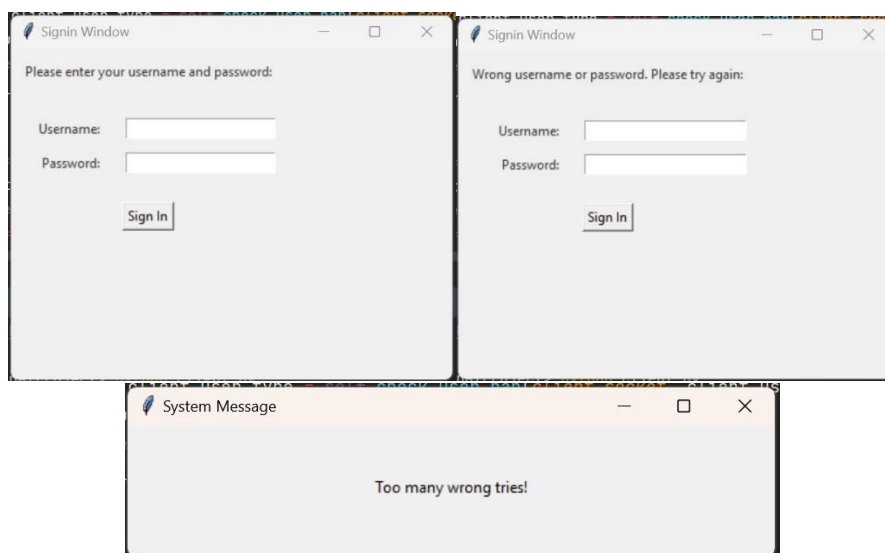 Signin Window
Please enter your username and password:
Username:
Password:
Sign In
Signin Window
Wrong username or password. Please try again:
Username:
Password:
Sign In
System Message
Too many wrong tries!